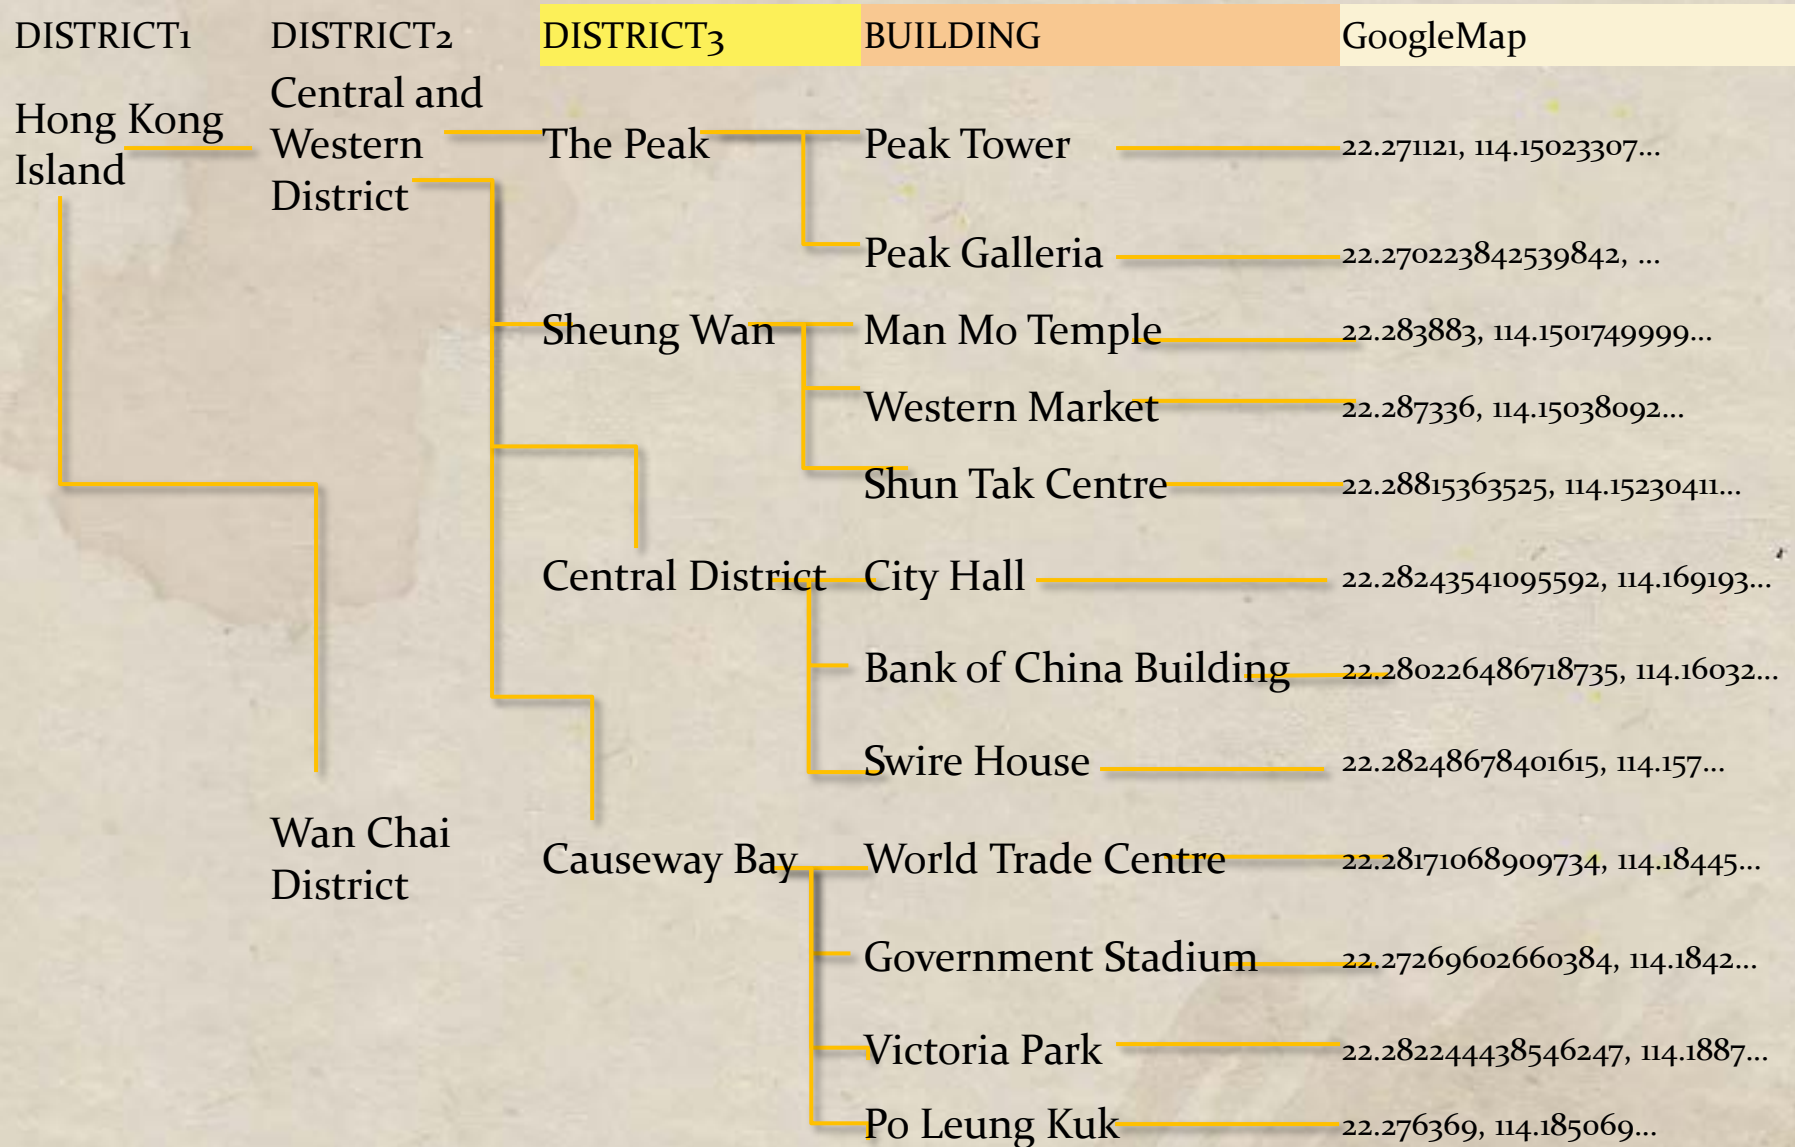 DISTRICT1 DISTRICT2 DISTRICT3 BUILDING GoogleMap
Hong Kong
Island
Central and
Western
District
The Peak
Peak Tower
22.271121, 114.15023307...
Peak Galleria
22.270223842539842, ...
Sheung Wan
Man Mo Temple
22.283883, 114.1501749999...
Western Market
22.287336, 114.15038092...
Shun Tak Centre
22.28815363525, 114.15230411...
Central District
City Hall
22.28243541095592, 114.169193...
Bank of China Building
22.280226486718735, 114.16032...
Swire House
22.28248678401615, 114.157...
Wan Chai
District
Causeway Bay
World Trade Centre
22.28171068909734, 114.18445...
Government Stadium
22.27269602660384, 114.1842...
Victoria Park
22.282244438546247, 114.1887...
Po Leung Kuk
22.276369, 114.185069...